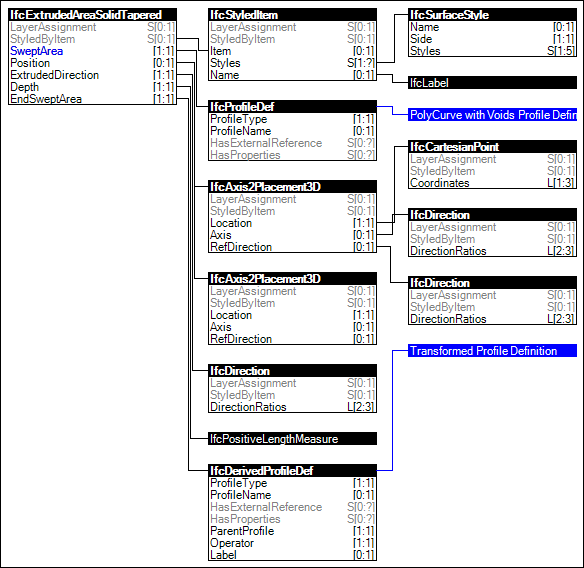 IfcExtrudedAreaSolidTapered
LayerAssignment S[0:1]
StyledByItem S[0:1]
SweptArea [1:1]
Position [0:1]
ExtrudedDirection [1:1]
Depth [1:1]
EndSweptArea [1:1]
IfcStyledItem
LayerAssignment S[0:1]
StyledByItem S[0:1]
Item [0:1]
Styles S[1:?]
Name [0:1]
IfcProfileDef
ProfileType [1:1]
ProfileName [0:1]
HasExternalReference S[0:?]
HasProperties S[0:?]
IfcAxis2Placement3D
LayerAssignment S[0:1]
StyledByItem S[0:1]
Location [1:1]
Axis [0:1]
RefDirection [0:1]
IfcAxis2Placement3D
LayerAssignment S[0:1]
StyledByItem S[0:1]
Location [1:1]
Axis [0:1]
RefDirection [0:1]
IfcDirection
LayerAssignment S[0:1]
StyledByItem S[0:1]
DirectionRatios L[2:3]
IfcPositiveLengthMeasure
IfcDerivedProfileDef
ProfileType [1:1]
ProfileName [0:1]
HasExternalReference S[0:?]
HasProperties S[0:?]
ParentProfile [1:1]
Operator [1:1]
Label [0:1]
IfcSurfaceStyle
Name [0:1]
Side [1:1]
Styles S[1:5]
IfcLabel
PolyCurve with Voids Profile Defin
IfcCartesianPoint
LayerAssignment S[0:1]
StyledByItem S[0:1]
Coordinates L[1:3]
IfcDirection
LayerAssignment S[0:1]
StyledByItem S[0:1]
DirectionRatios L[2:3]
IfcDirection
LayerAssignment S[0:1]
StyledByItem S[0:1]
DirectionRatios L[2:3]
Transformed Profile Definition